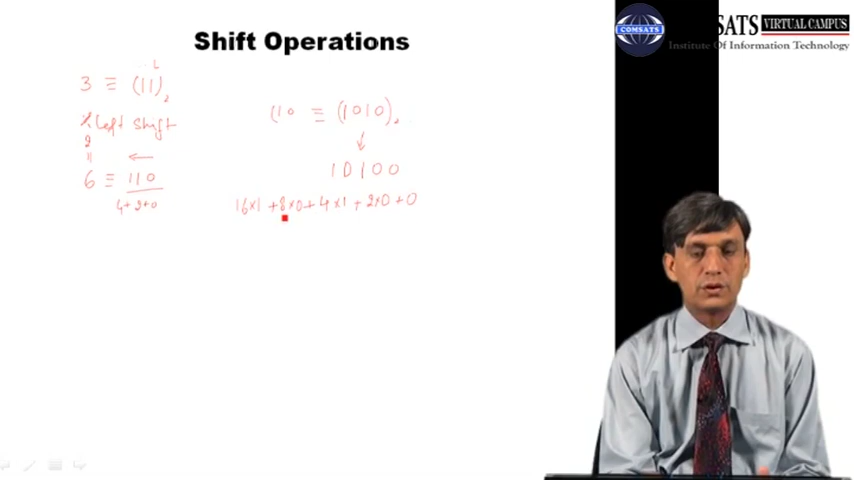 Shift Operations
COMSATS
SATS VIRTUAL CAMPUS
Institute Of Information Technology
3 ≡ (11)₂
left shift
2
6 ≡ 110
4+2+0
10 ≡ (1010)₂
10100
16×1 + 8×0 + 4×1 + 2×0 + 0